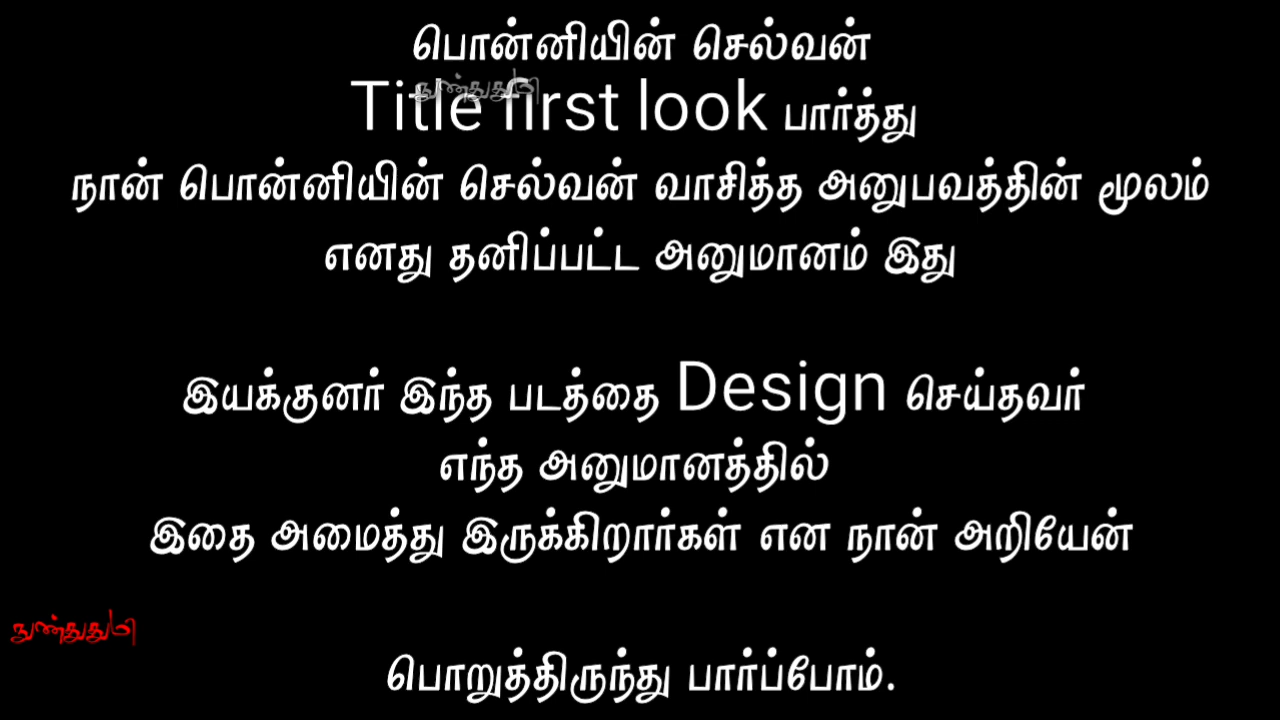 பொன்னியின் செல்வன்
Title first look பார்த்து
நான் பொன்னியின் செல்வன் வாசித்த அனுபவத்தின் மூலம்
எனது தனிப்பட்ட அனுமானம் இது
இயக்குனர் இந்த படத்தை Design செய்தவர்
எந்த அனுமானத்தில்
இதை அமைத்து இருக்கிறார்கள் என நான் அறியேன்
பொறுத்திருந்து பார்ப்போம்.